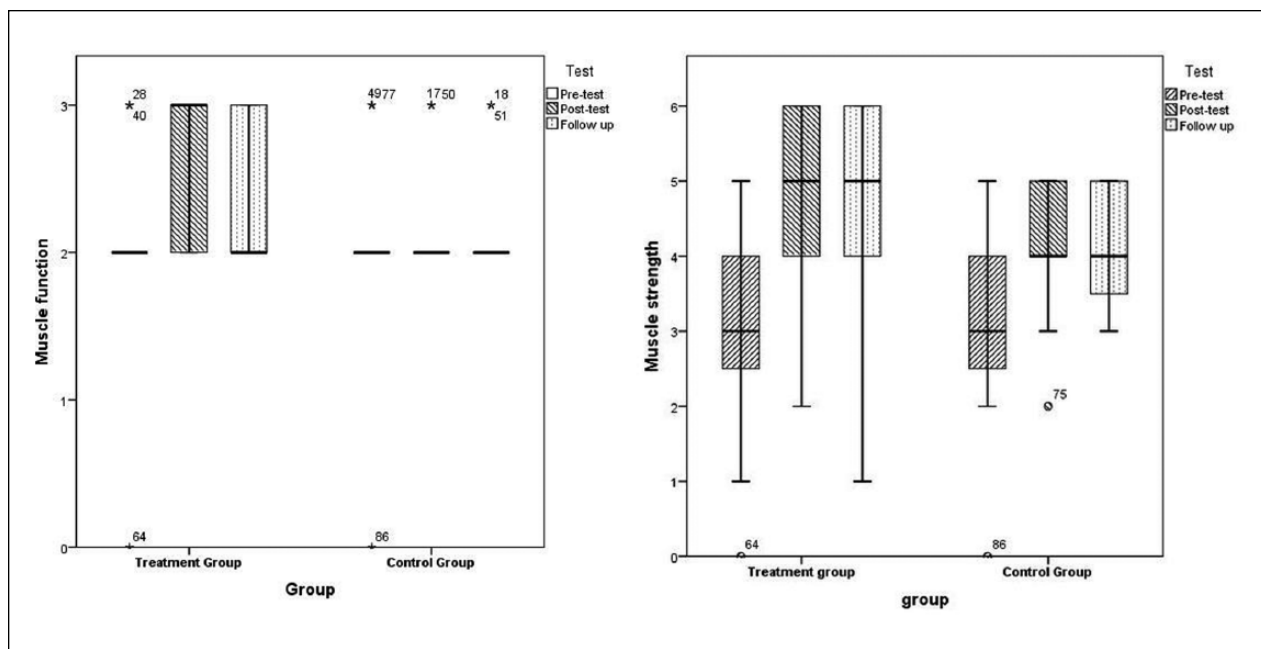 Muscle function
3
2
1
0
28
40
4977
1750
18
51
64
86
Treatment Group
Control Group
Group
Test
Pre-test
Post-test
Follow up
Muscle strength
6
5
4
3
2
1
0
75
64
86
Treatment group
Control Group
group
Test
Pre-test
Post-test
Follow up